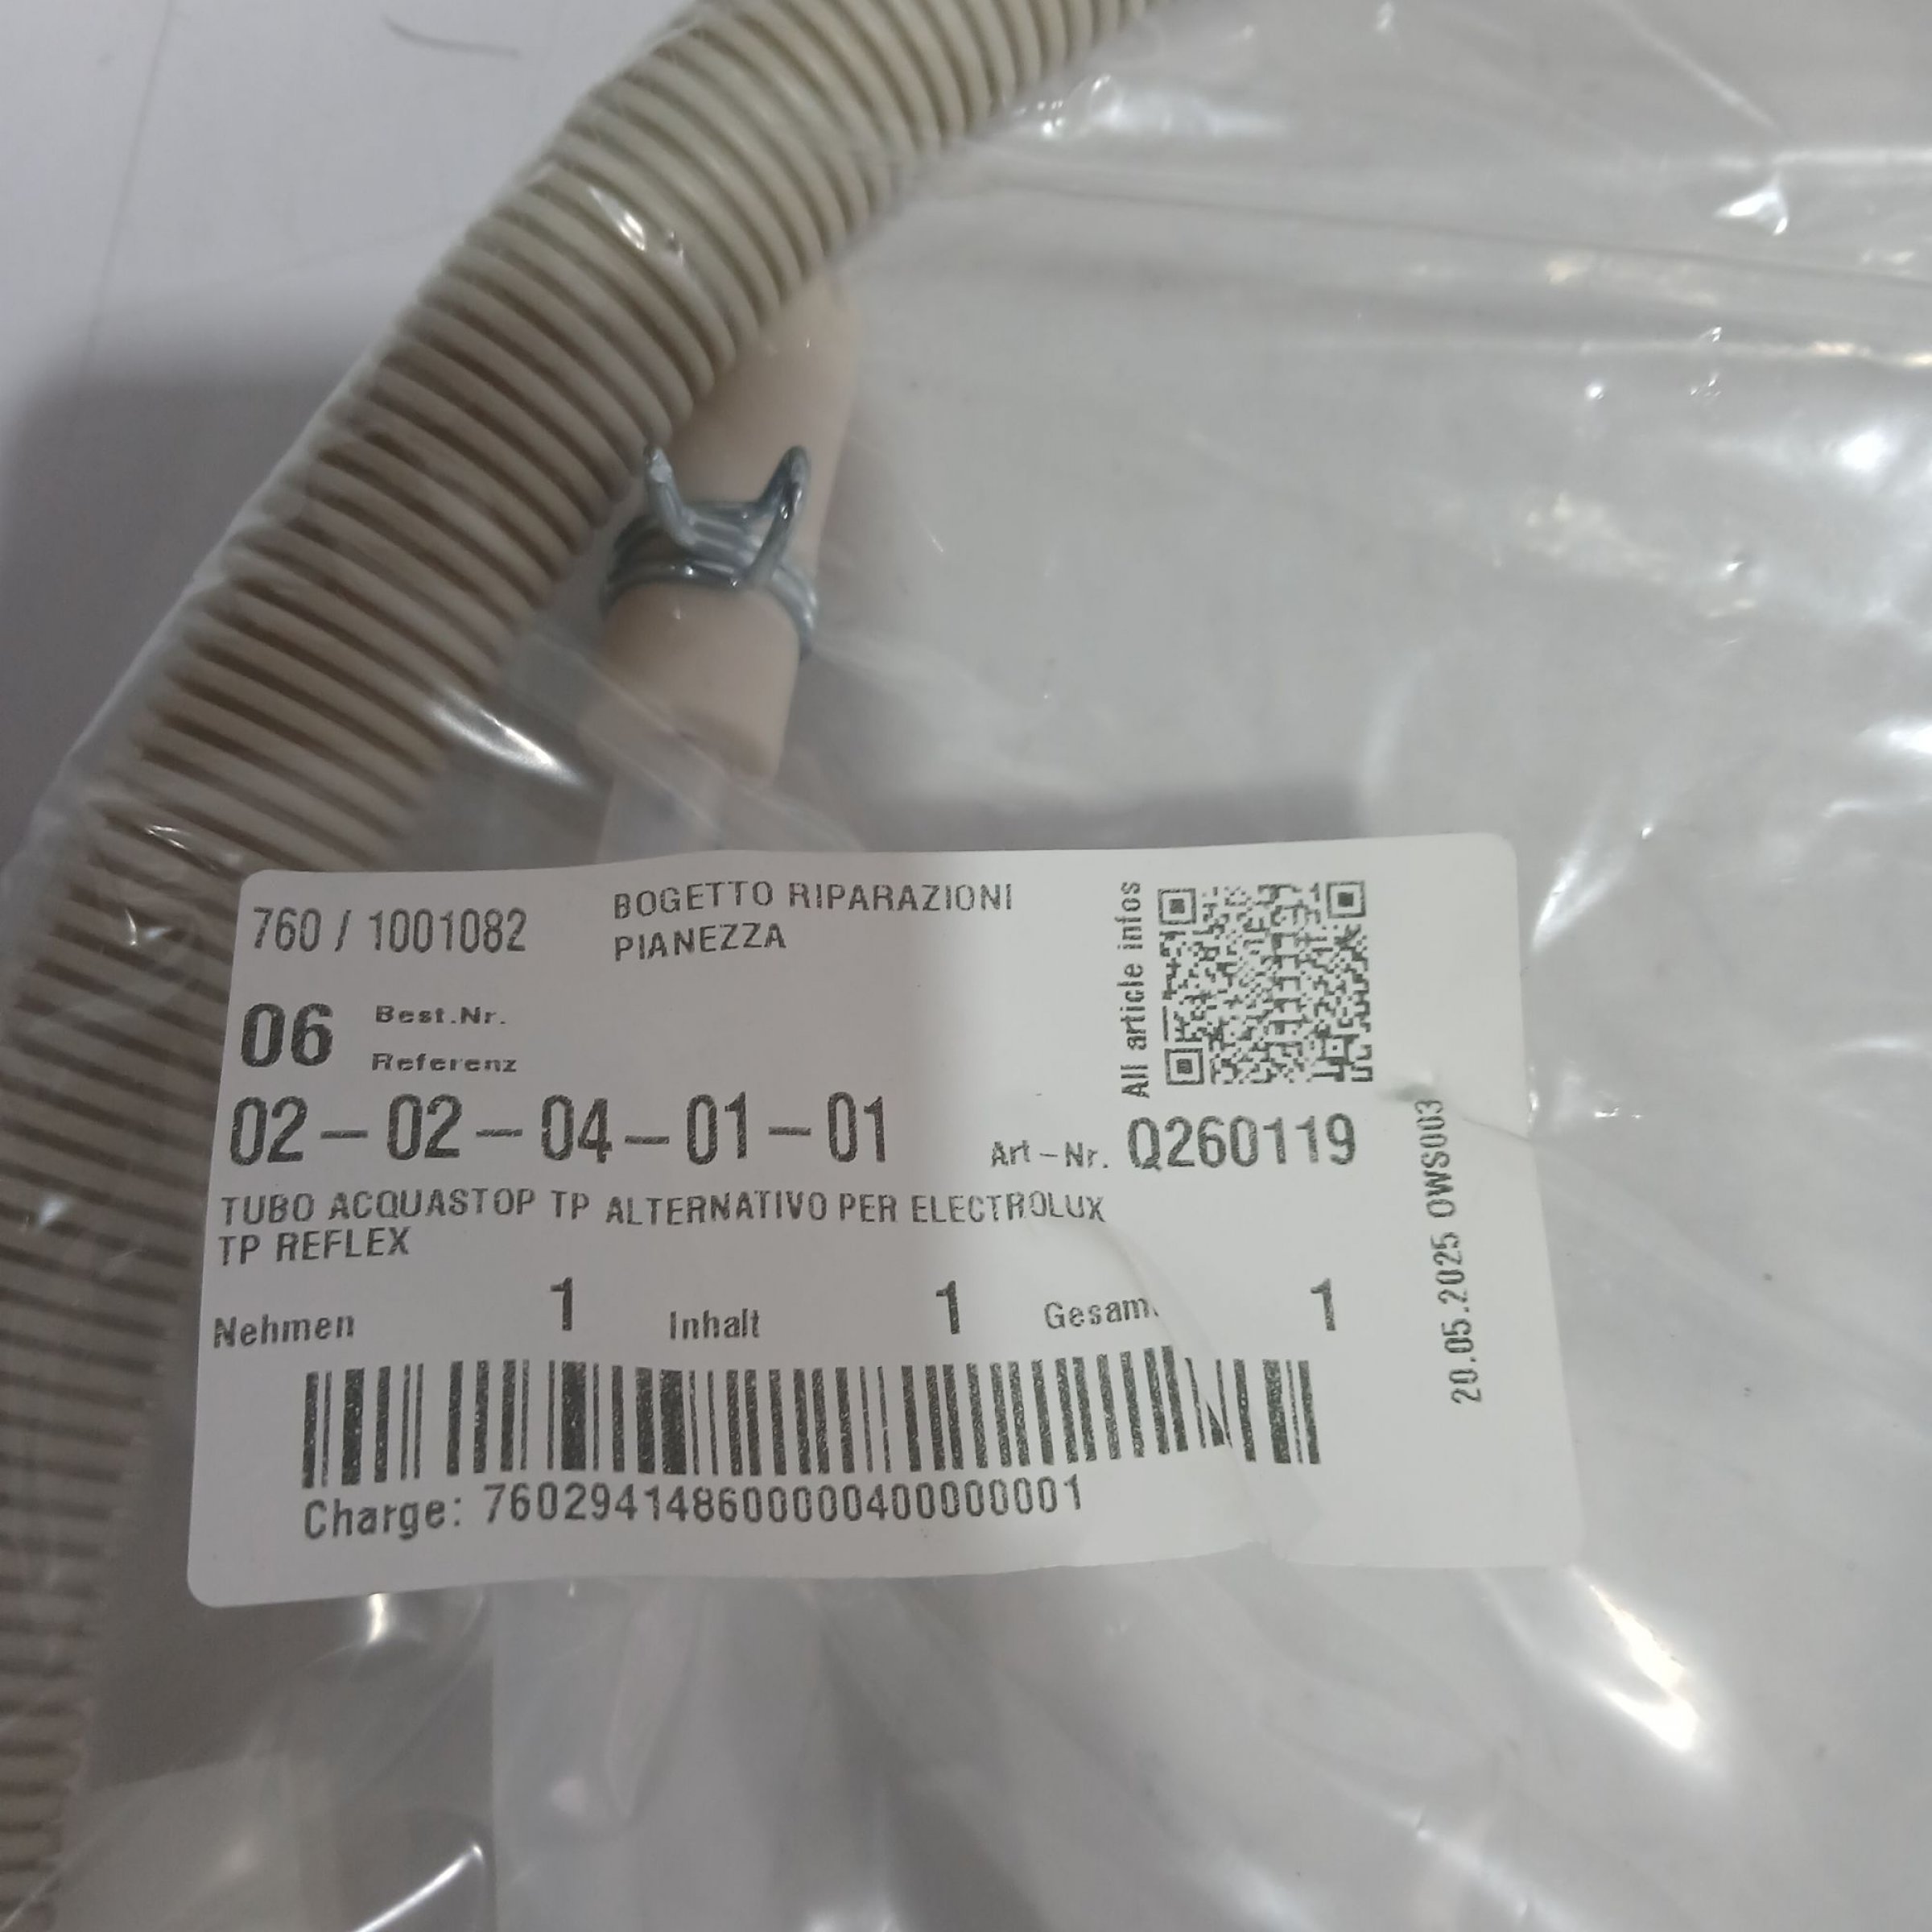 760 / 1001082
BOGETTO RIPARAZIONI
PIANEZZA
All article infos
06
Best.Nr.
Referenz
02-02-04-01-01
Art-Nr. Q260119
TUBO ACQUASTOP TP ALTERNATIVO PER ELECTROLUX
TP REFLEX
Nehmen 1 Inhalt 1 Gesam. 1
20.05.2025 OWS003
Charge: 7602941486000000400000001